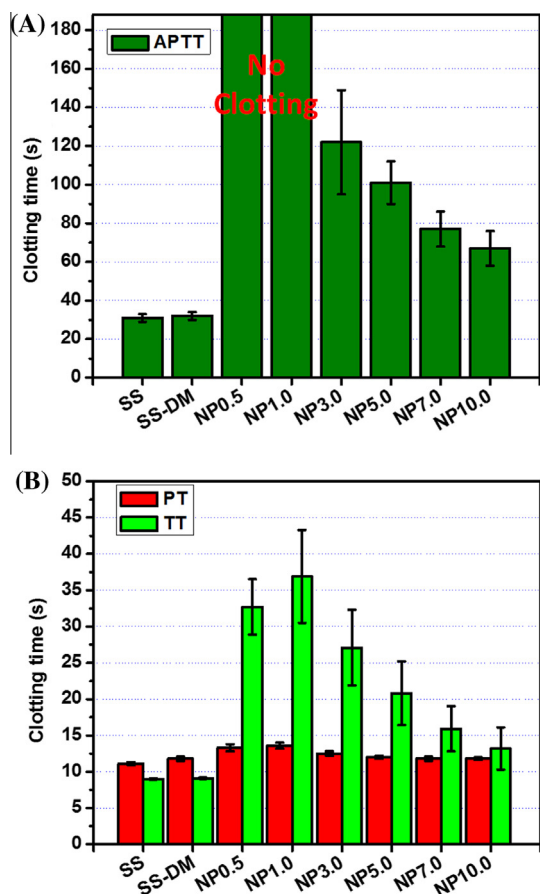 (A)
APTT
No
Clotting
Clotting time (s)
180
160
140
120
100
80
60
40
20
0
SS
SS-DM
NP0.5
NP1.0
NP3.0
NP5.0
NP7.0
NP10.0
(B)
PT
TT
Clotting time (s)
50
45
40
35
30
25
20
15
10
5
0
SS
SS-DM
NP0.5
NP1.0
NP3.0
NP5.0
NP7.0
NP10.0